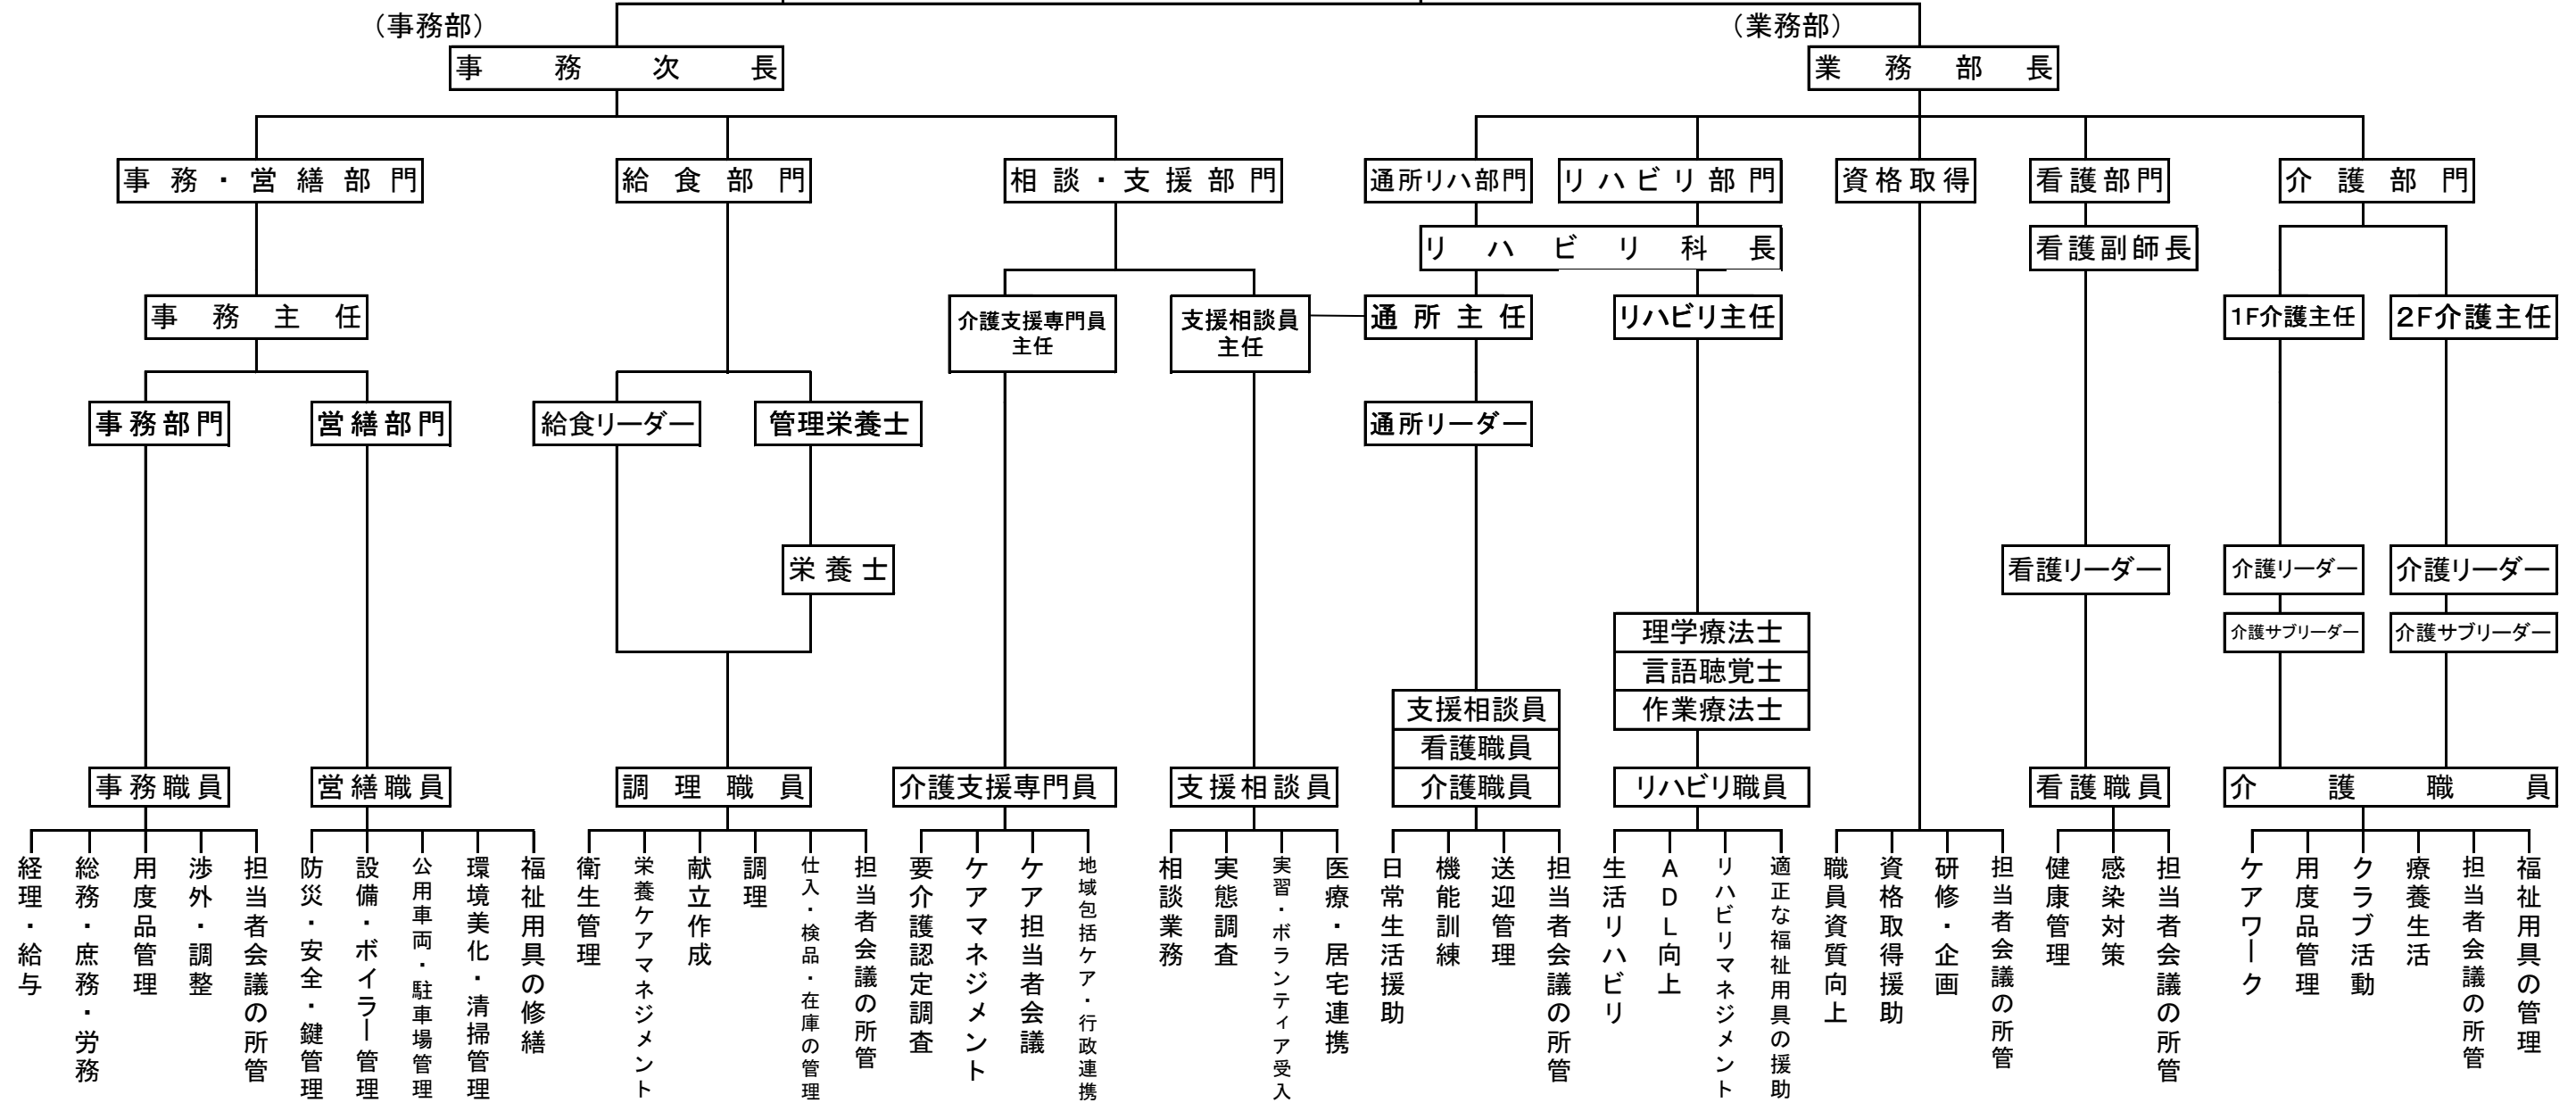 （事務部）
（業務部）
事務次長
業務部長
事務・営繕部門
給食部門
相談・支援部門
通所リハ部門
リハビリ部門
資格取得
看護部門
介護部門
リハビリ科長
看護副師長
事務主任
介護支援専門員
主任
支援相談員
主任
通所主任
リハビリ主任
1F介護主任
2F介護主任
事務部門
営繕部門
給食リーダー
管理栄養士
通所リーダー
栄養士
看護リーダー
介護リーダー
介護リーダー
理学療法士
介護サブリーダー
介護サブリーダー
言語聴覚士
作業療法士
支援相談員
看護職員
介護職員
事務職員
営繕職員
調理職員
介護支援専門員
支援相談員
リハビリ職員
看護職員
介護職員
経理・給与
総務・庶務・労務
用度品管理
渉外・調整
担当者会議の所管
防災・安全・鍵管理
設備・ボイラー管理
公用車両・駐車場管理
環境美化・清掃管理
福祉用具の修繕
衛生管理
栄養ケアマネジメント
献立作成
調理
仕入・検品・在庫の管理
担当者会議の所管
要介護認定調査
ケアマネジメント
ケア担当者会議
地域包括ケア・行政連携
相談業務
実態調査
実習・ボランティア受入
医療・居宅連携
日常生活援助
機能訓練
送迎管理
担当者会議の所管
生活リハビリ
ADL向上
リハビリマネジメント
適正な福祉用具の援助
職員資質向上
資格取得援助
研修・企画
担当者会議の所管
健康管理
感染対策
担当者会議の所管
ケアワーク
用度品管理
クラブ活動
療養生活
担当者会議の所管
福祉用具の管理